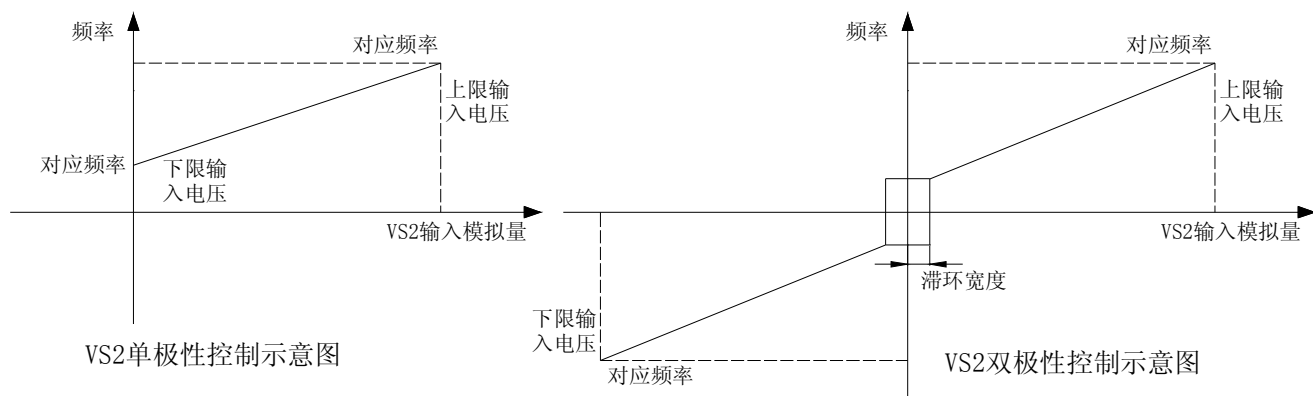 频率
对应频率
上限输
入电压
对应频率
下限输
入电压
VS2输入模拟量
VS2单极性控制示意图
频率
对应频率
上限输
入电压
VS2输入模拟量
滞环宽度
下限输
入电压
对应频率
VS2双极性控制示意图